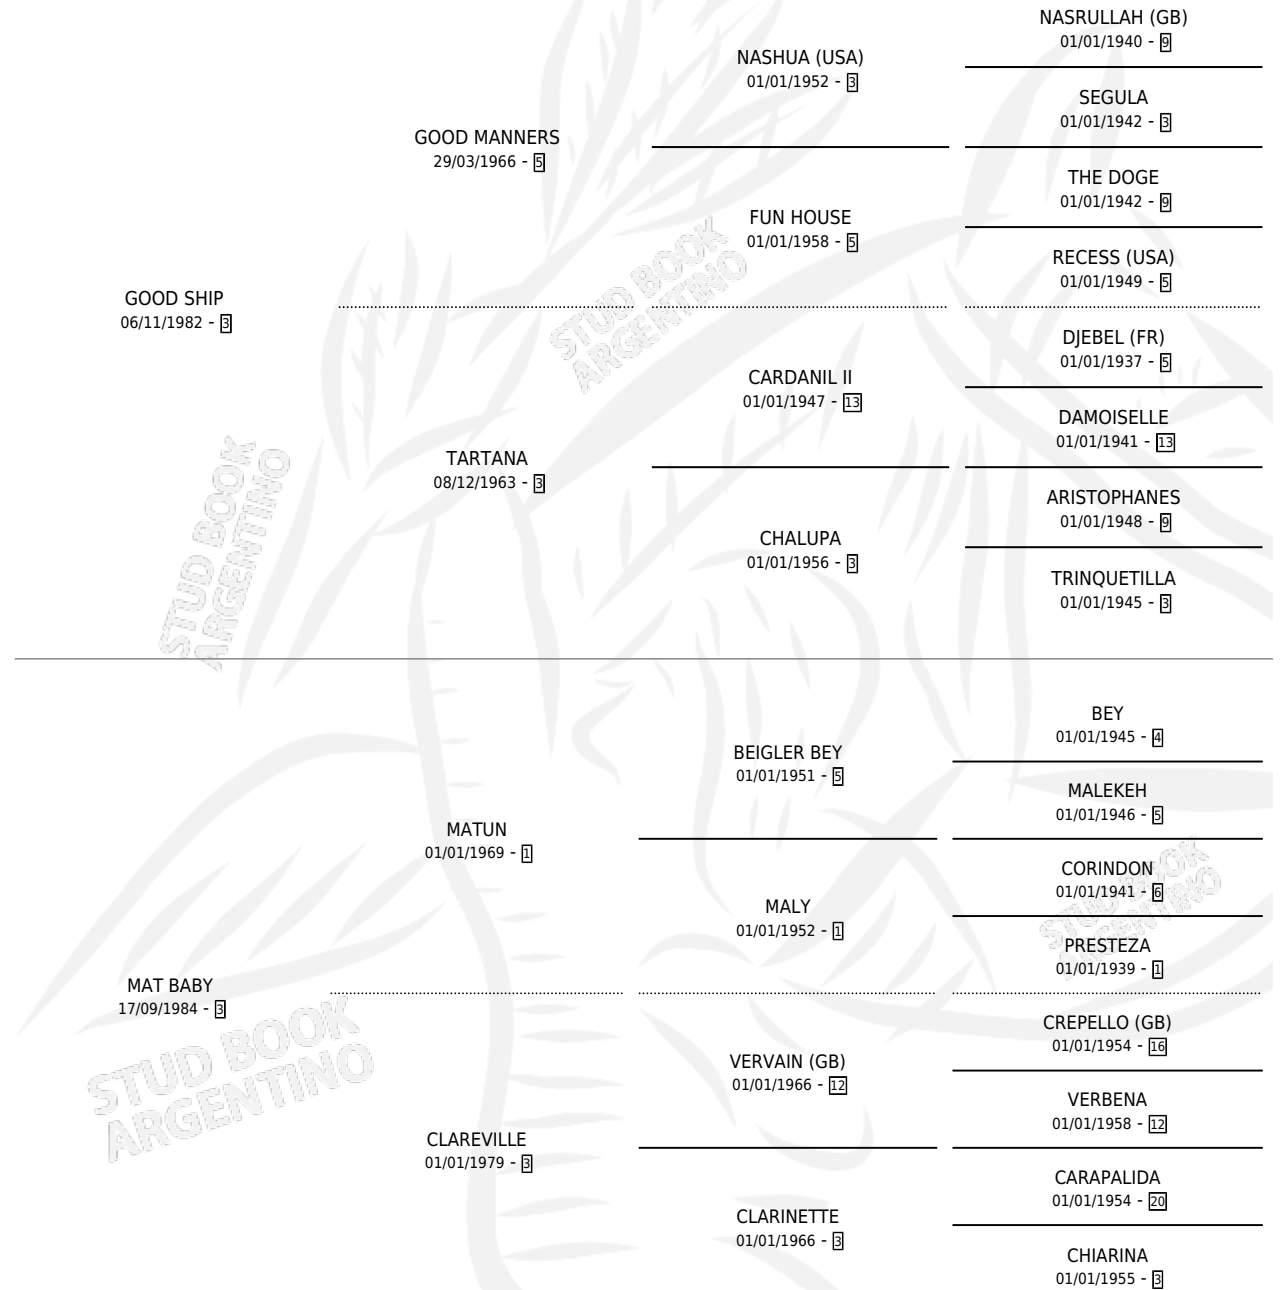 NASRULLAH (GB)
01/01/1940 - 9
NASHUA (USA)
01/01/1952 - 3
SEGULA
01/01/1942 - 3
GOOD MANNERS
29/03/1966 - 5
THE DOGE
01/01/1942 - 9
FUN HOUSE
01/01/1958 - 5
RECESS (USA)
01/01/1949 - 5
GOOD SHIP
06/11/1982 - 3
STUD BOOK
ARGENTINO
DJEBEL (FR)
01/01/1937 - 5
CARDANIL II
01/01/1947 - 13
DAMOISELLE
01/01/1941 - 13
TARTANA
08/12/1963 - 3
ARISTOPHANES
01/01/1948 - 9
CHALUPA
01/01/1956 - 3
TRINQUETILLA
01/01/1945 - 3
STUD BOOK
ARGENTINO
BEY
01/01/1945 - 4
BEIGLER BEY
01/01/1951 - 5
MALEKEH
01/01/1946 - 5
MATUN
01/01/1969 - 1
CORINDON
01/01/1941 - 6
MALY
01/01/1952 - 1
PRESTEZA
01/01/1939 - 1
STUD BOOK
ARGENTINO
MAT BABY
17/09/1984 - 3
STUD BOOK
ARGENTINO
CREPELLO (GB)
01/01/1954 - 16
VERVAIN (GB)
01/01/1966 - 12
VERBENA
01/01/1958 - 12
CLAREVILLE
01/01/1979 - 3
CARAPALIDA
01/01/1954 - 20
CLARINETTE
01/01/1966 - 3
CHIARINA
01/01/1955 - 3